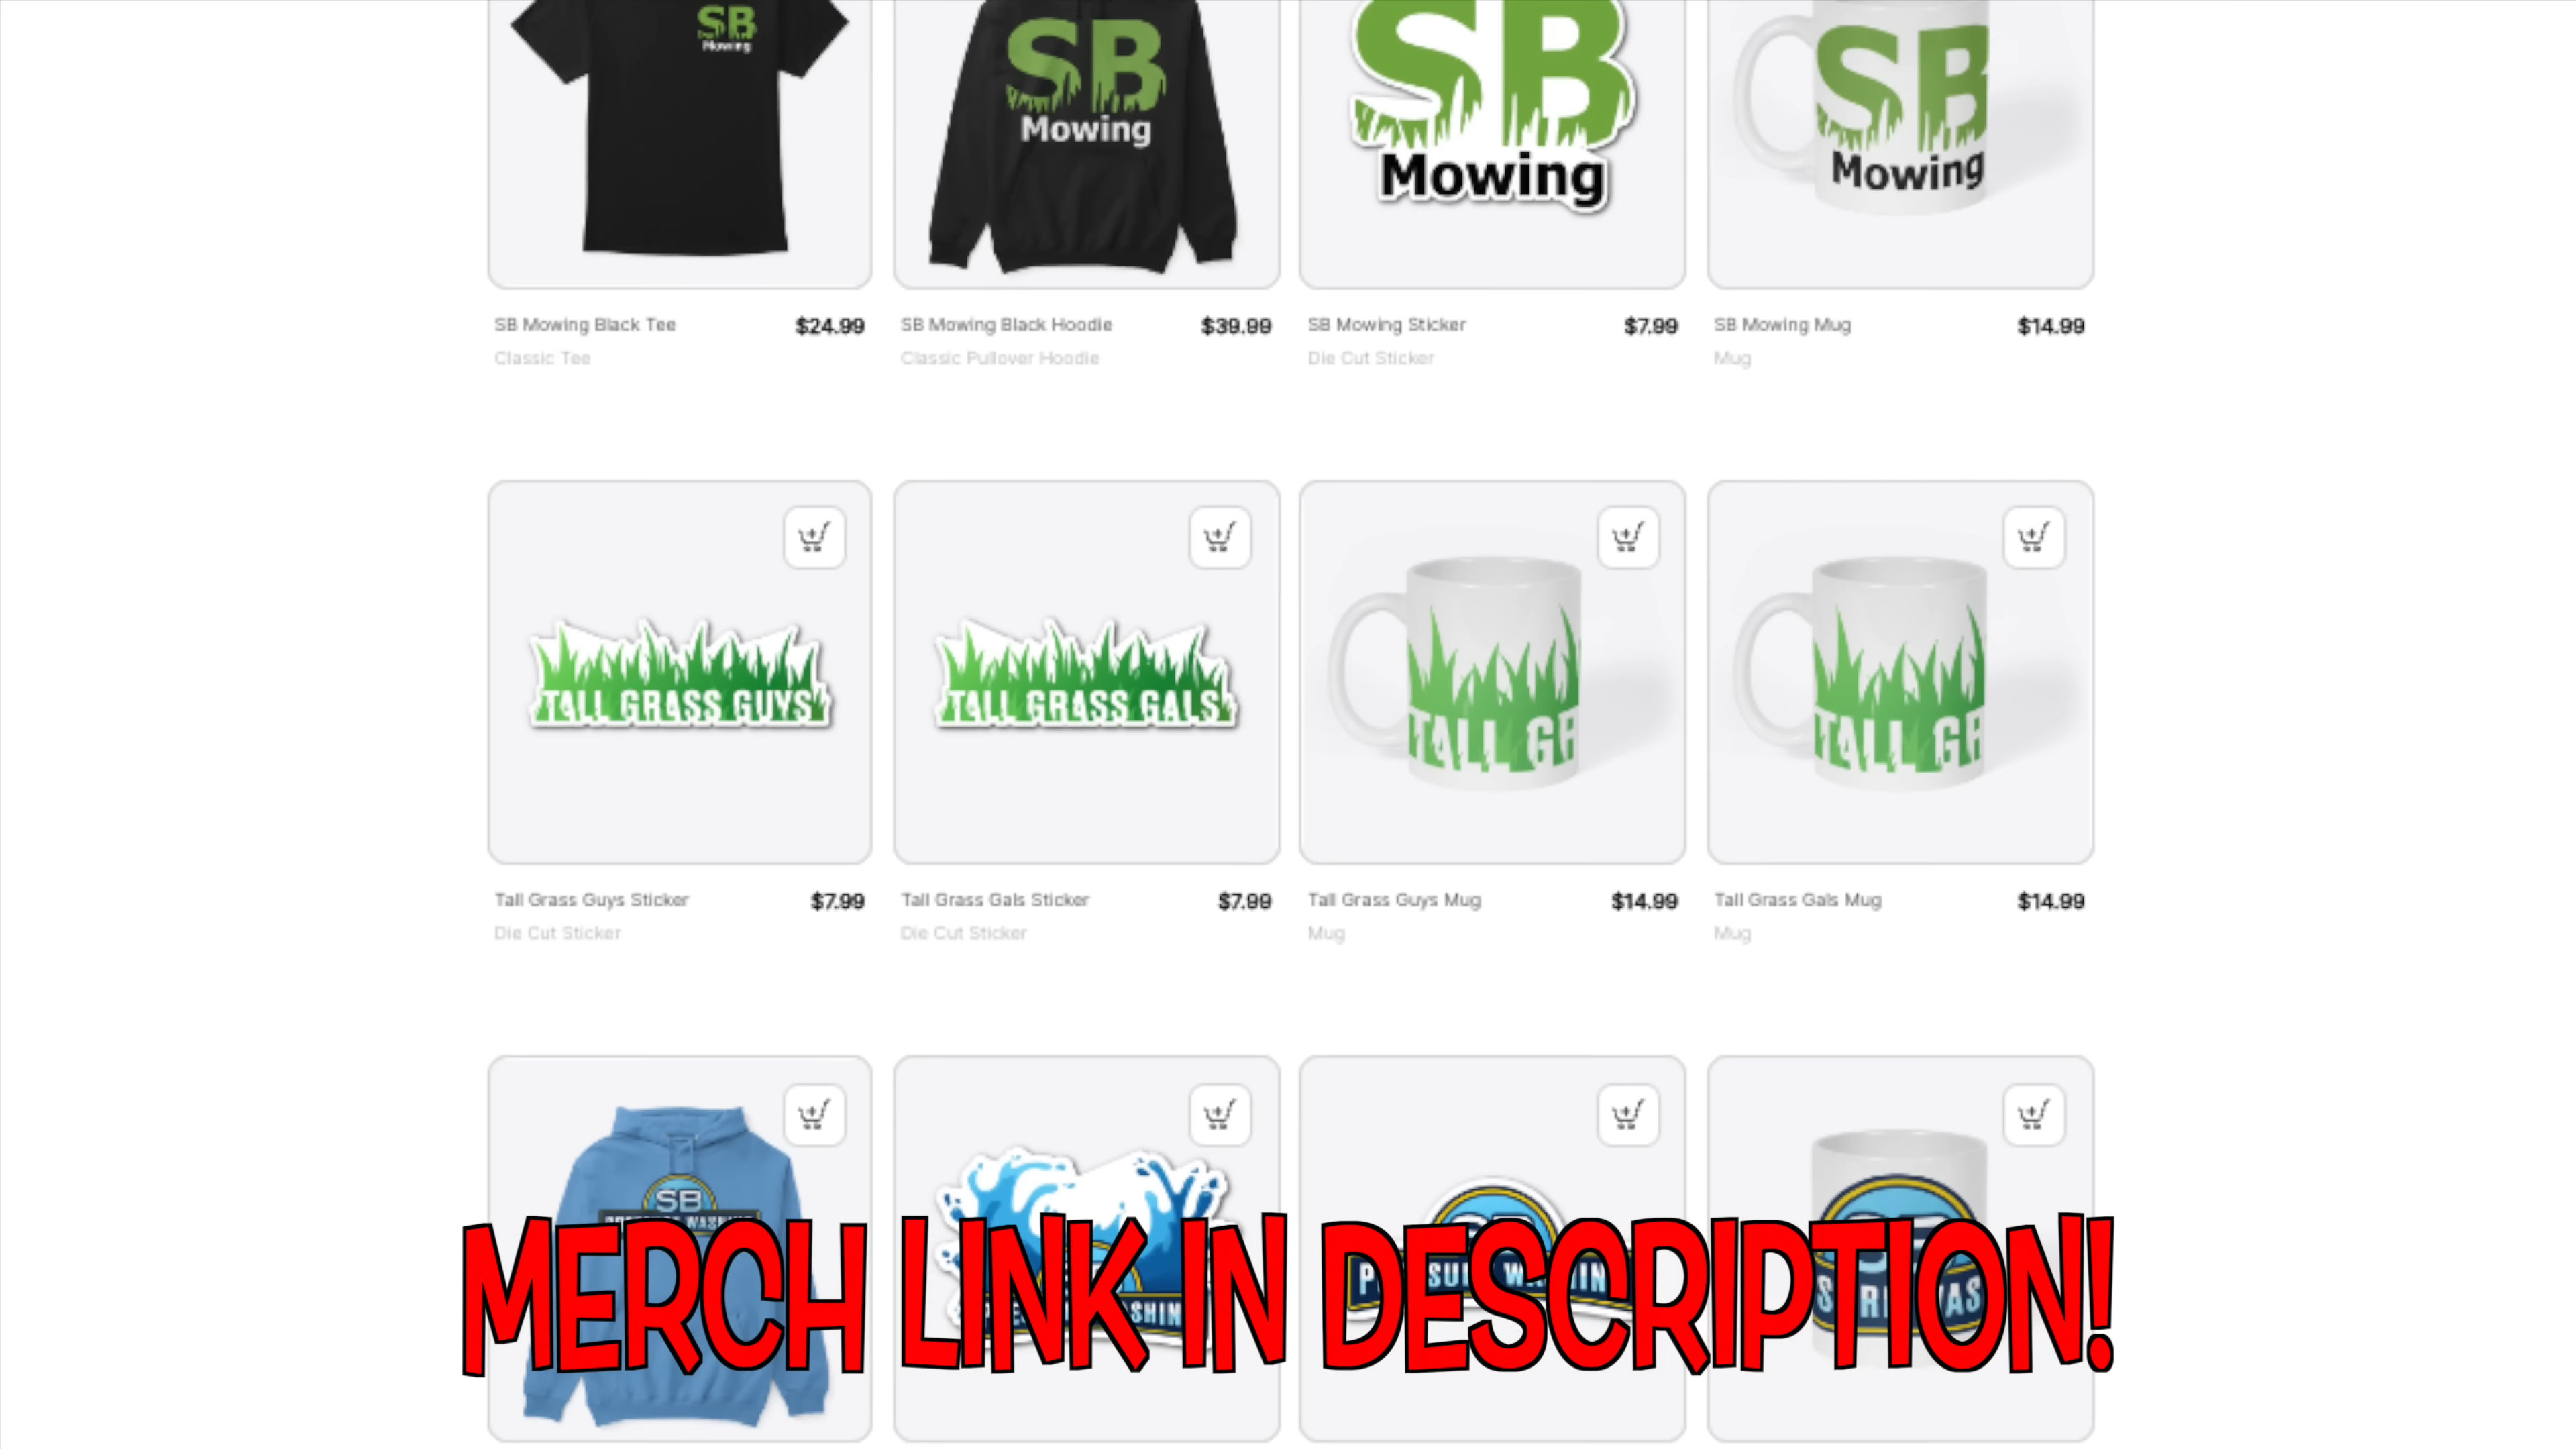 SB
Mowing
SB
Mowing
SB
Mowing
SB
Mowing
SB Mowing Black Tee $24.99
Classic Tee
SB Mowing Black Hoodie $39.99
Classic Pullover Hoodie
SB Mowing Sticker $7.99
Die Cut Sticker
SB Mowing Mug $14.99
Mug
TALL GRASS GUYS
TALL GRASS GALS
TALL GR
TALL GR
Tall Grass Guys Sticker $7.99
Die Cut Sticker
Tall Grass Gals Sticker $7.99
Die Cut Sticker
Tall Grass Guys Mug $14.99
Mug
Tall Grass Gals Mug $14.99
Mug
SB
MERCH LINK IN DESCRIPTION!